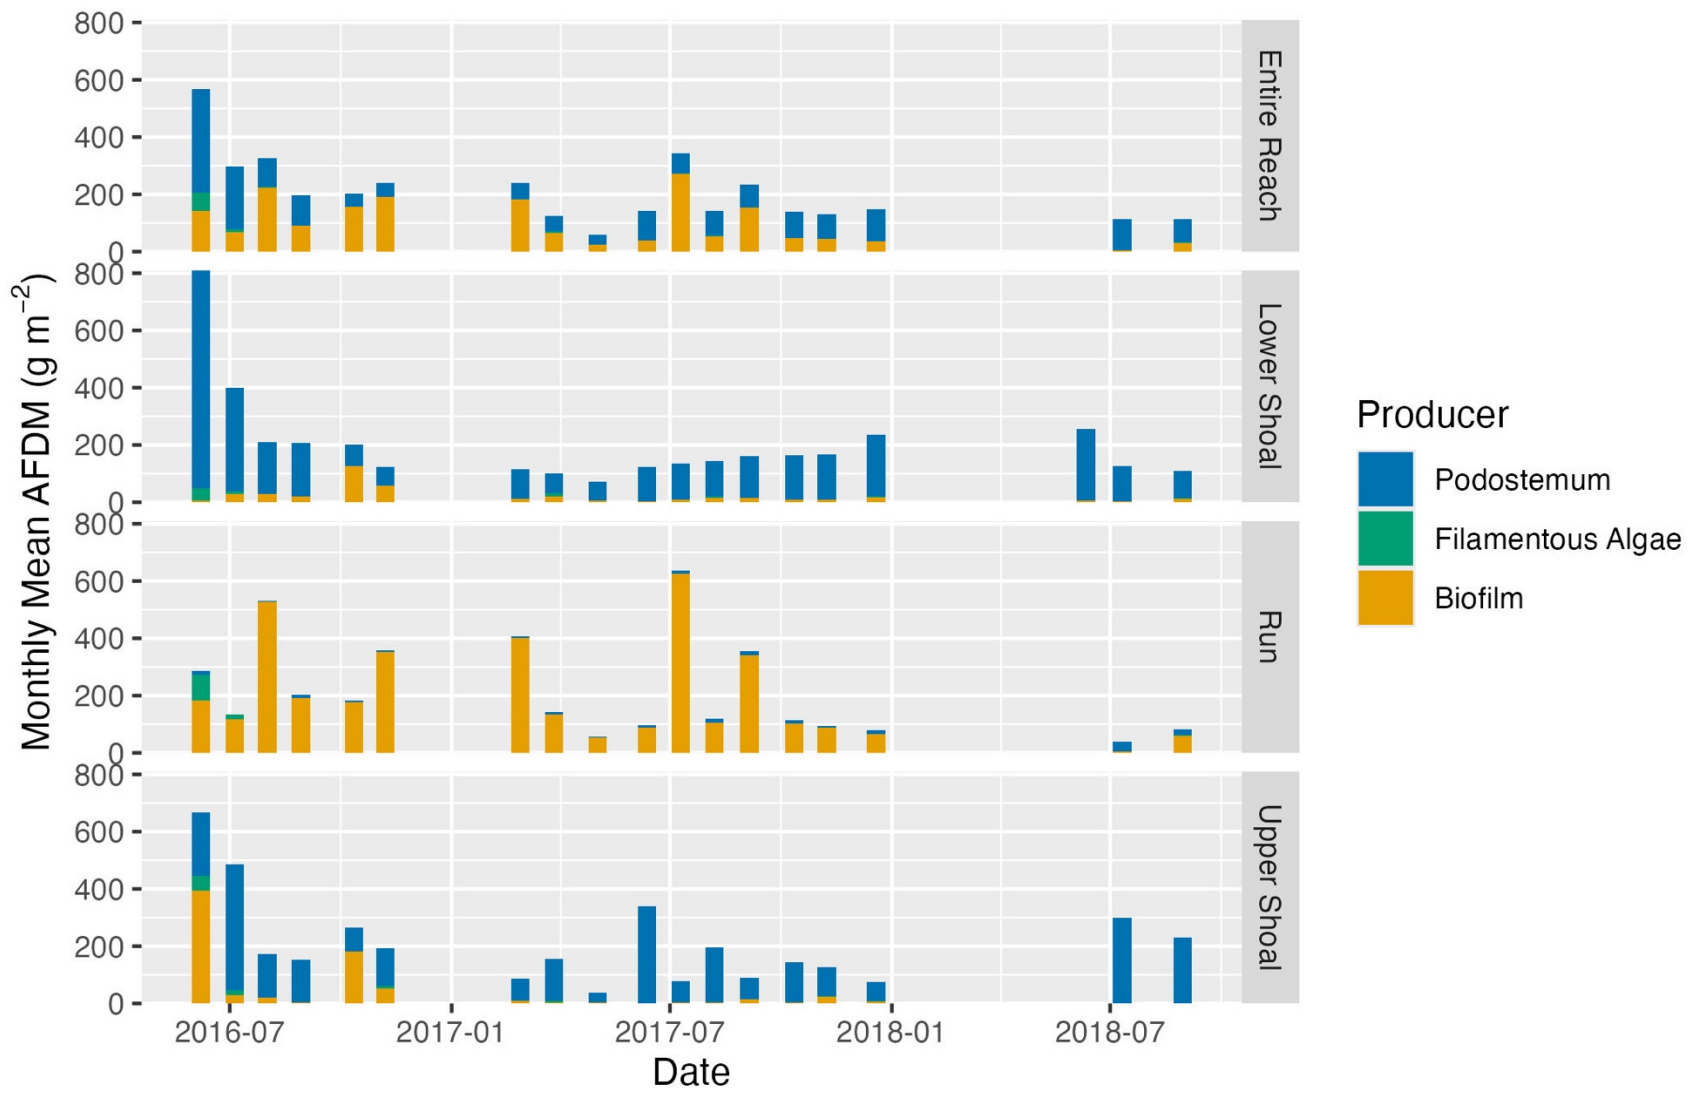 Monthly Mean AFDM (g m⁻²)
800
600
400
200
0
Entire Reach
800
600
400
200
0
Lower Shoal
800
600
400
200
0
Run
800
600
400
200
0
Upper Shoal
2016-07 2017-01 2017-07 2018-01 2018-07
Date
Producer
Podostemum
Filamentous Algae
Biofilm